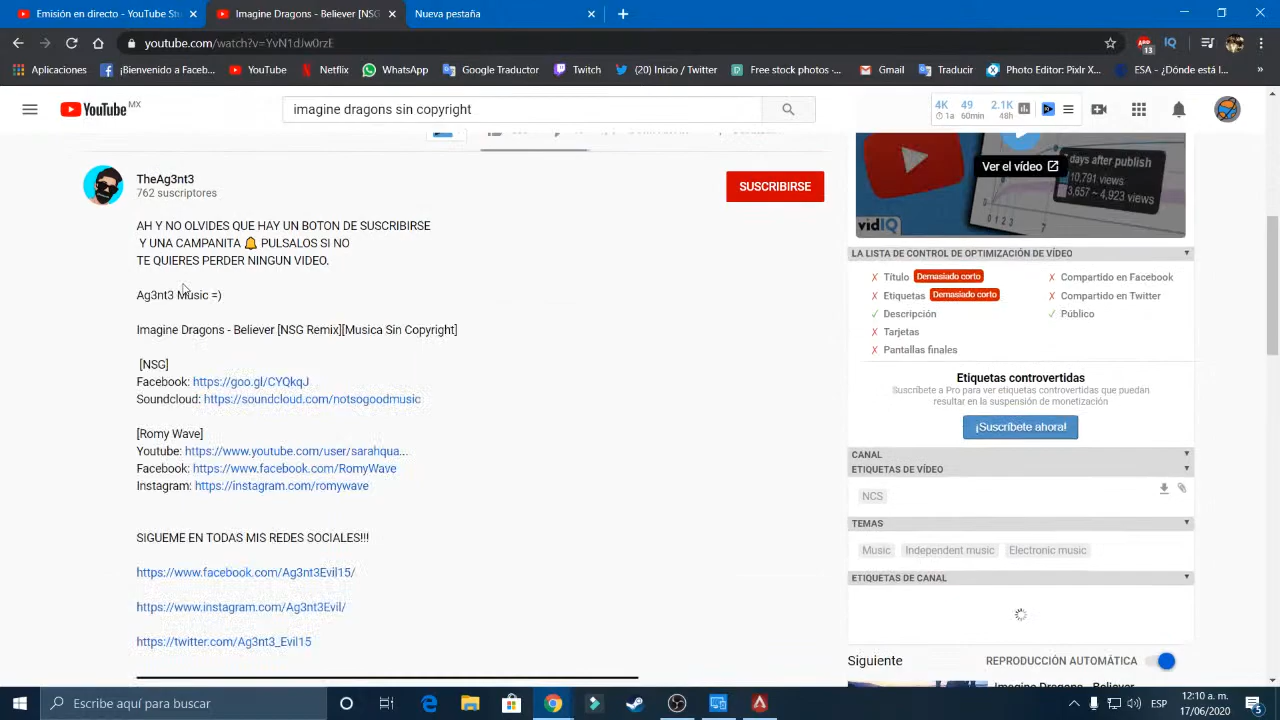 Emisión en directo - YouTube Stu
Imagine Dragons - Believer [NSG
Nueva pestaña
youtube.com/watch?v=YvN1dJw0rzE
Aplicaciones
¡Bienvenido a Faceb...
YouTube
Netflix
WhatsApp
Google Traductor
Twitch
(20) Inicio / Twitter
Free stock photos -...
Gmail
Traducir
Photo Editor: Pixlr X...
ESA - ¿Dónde está l...
YouTube MX
imagine dragons sin copyright
4K 49 2.1K
1a 60min 48h
TheAg3nt3
762 suscriptores
SUSCRIBIRSE
AH Y NO OLVIDES QUE HAY UN BOTON DE SUSCRIBIRSE
Y UNA CAMPANITA 🔔 PULSALOS SI NO
TE QUIERES PERDER NINGUN VIDEO.
Ag3nt3 Music =)
Imagine Dragons - Believer [NSG Remix][Musica Sin Copyright]
[NSG]
Facebook: https://goo.gl/CYQkqJ
Soundcloud: https://soundcloud.com/notsogoodmusic
[Romy Wave]
Youtube: https://www.youtube.com/user/sarahqua...
Facebook: https://www.facebook.com/RomyWave
Instagram: https://instagram.com/romywave
SIGUEME EN TODAS MIS REDES SOCIALES!!!
https://www.facebook.com/Ag3nt3Evil15/
https://www.instagram.com/Ag3nt3Evil/
https://twitter.com/Ag3nt3_Evil15
Ver el vídeo
days after publish
10,791 views
3,657 ~ 4,923 views
vidIQ
LA LISTA DE CONTROL DE OPTIMIZACIÓN DE VÍDEO
Título Demasiado corto
Compartido en Facebook
Etiquetas Demasiado corto
Compartido en Twitter
Descripción
Público
Tarjetas
Pantallas finales
Etiquetas controvertidas
Suscríbete a Pro para ver etiquetas controvertidas que puedan
resultar en la suspensión de monetización
¡Suscríbete ahora!
CANAL
ETIQUETAS DE VÍDEO
NCS
TEMAS
Music
Independent music
Electronic music
ETIQUETAS DE CANAL
Siguiente
REPRODUCCIÓN AUTOMÁTICA
Imagine Dragons - Believer
Escribe aquí para buscar
ESP
12:10 a. m.
17/06/2020